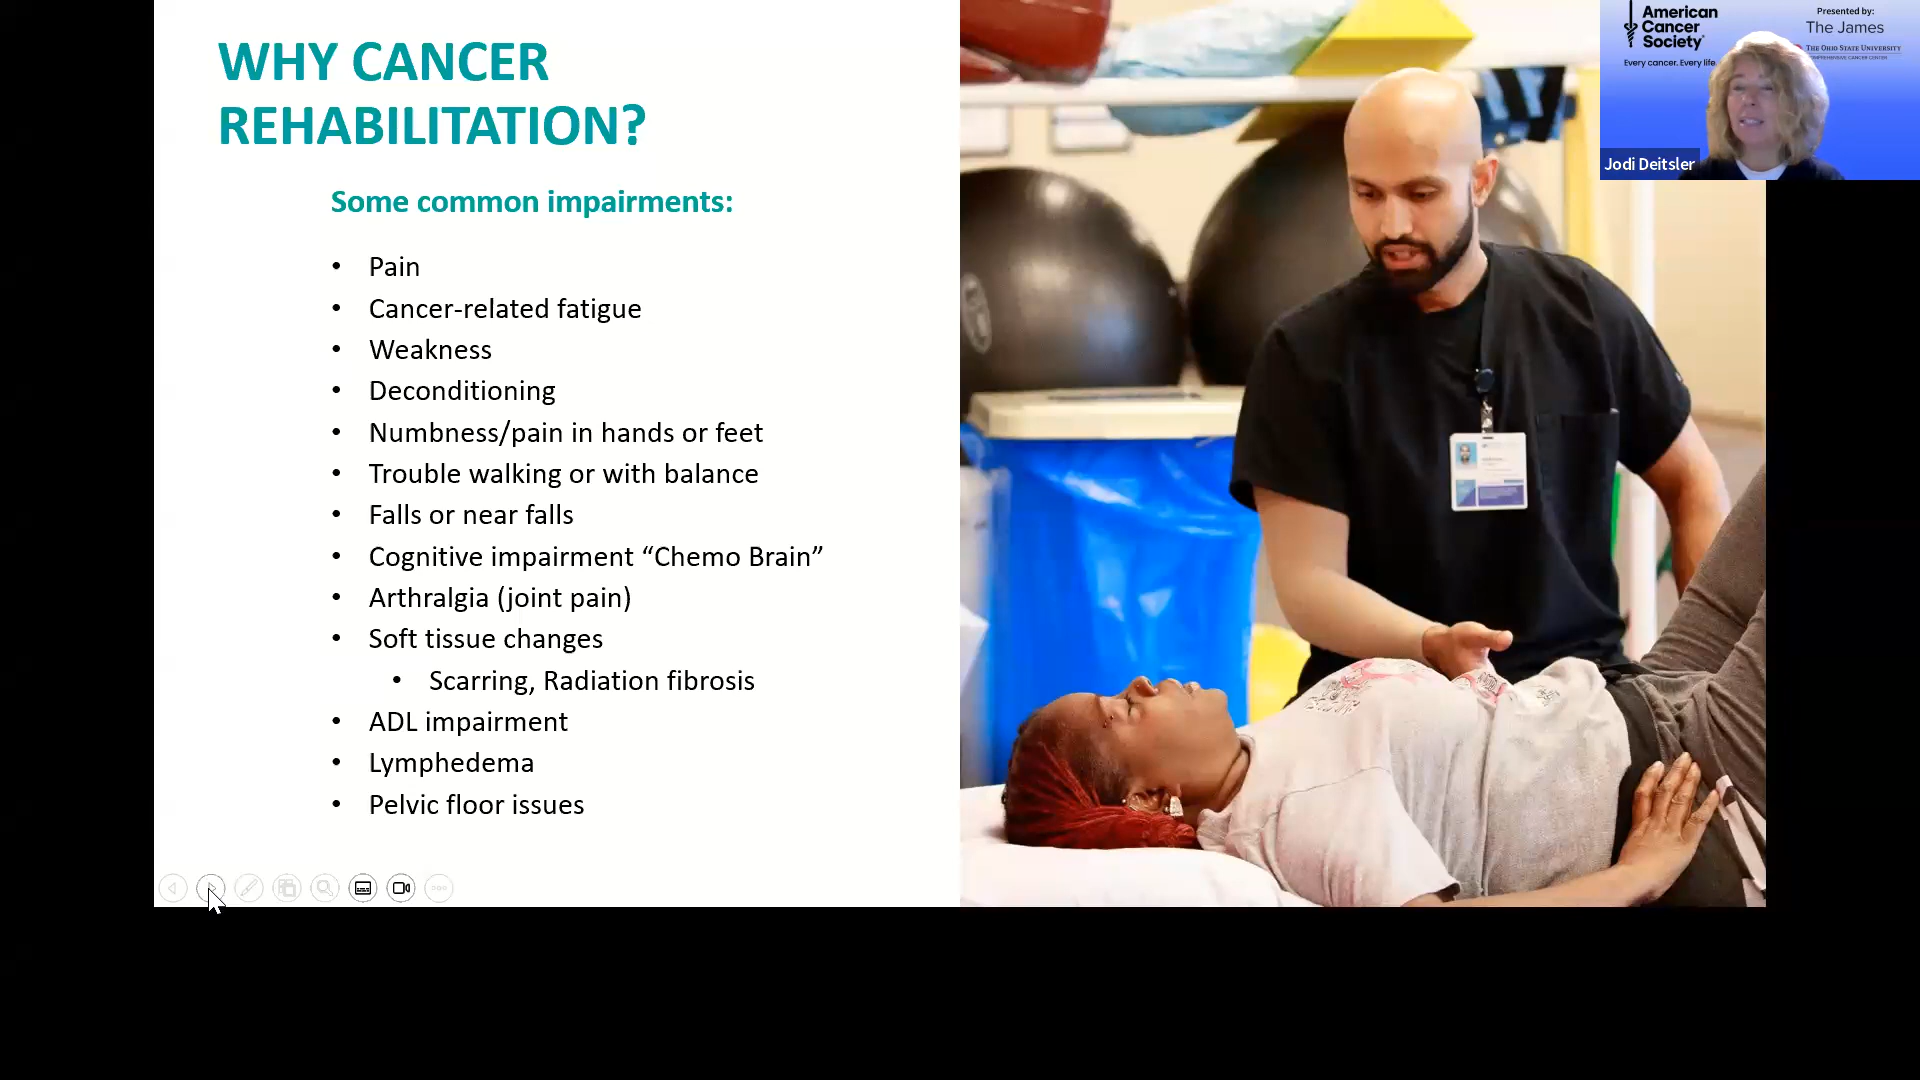 WHY CANCER
REHABILITATION?
Some common impairments:
• Pain
• Cancer-related fatigue
• Weakness
• Deconditioning
• Numbness/pain in hands or feet
• Trouble walking or with balance
• Falls or near falls
• Cognitive impairment “Chemo Brain”
• Arthralgia (joint pain)
• Soft tissue changes
• Scarring, Radiation fibrosis
• ADL impairment
• Lymphedema
• Pelvic floor issues
American
Cancer
Society
Every cancer. Every life.
Presented by:
The James
THE OHIO STATE UNIVERSITY
COMPREHENSIVE CANCER CENTER
Jodi Deitsler